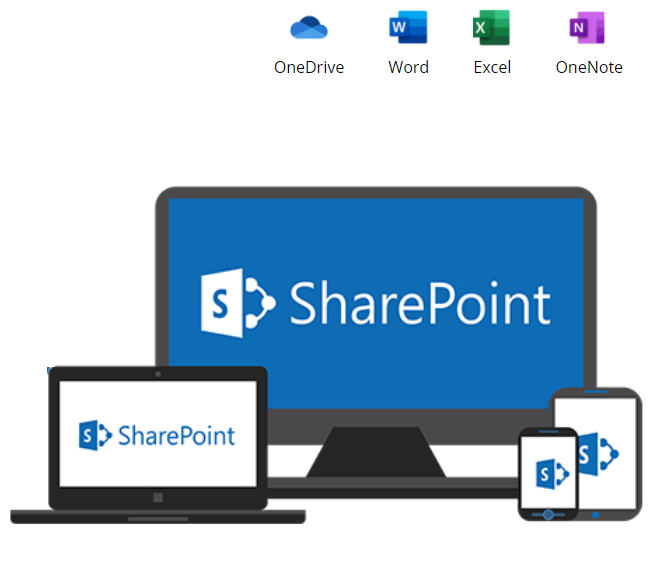 OneDrive Word Excel OneNote
W X N
S SharePoint
S SharePoint
S
S